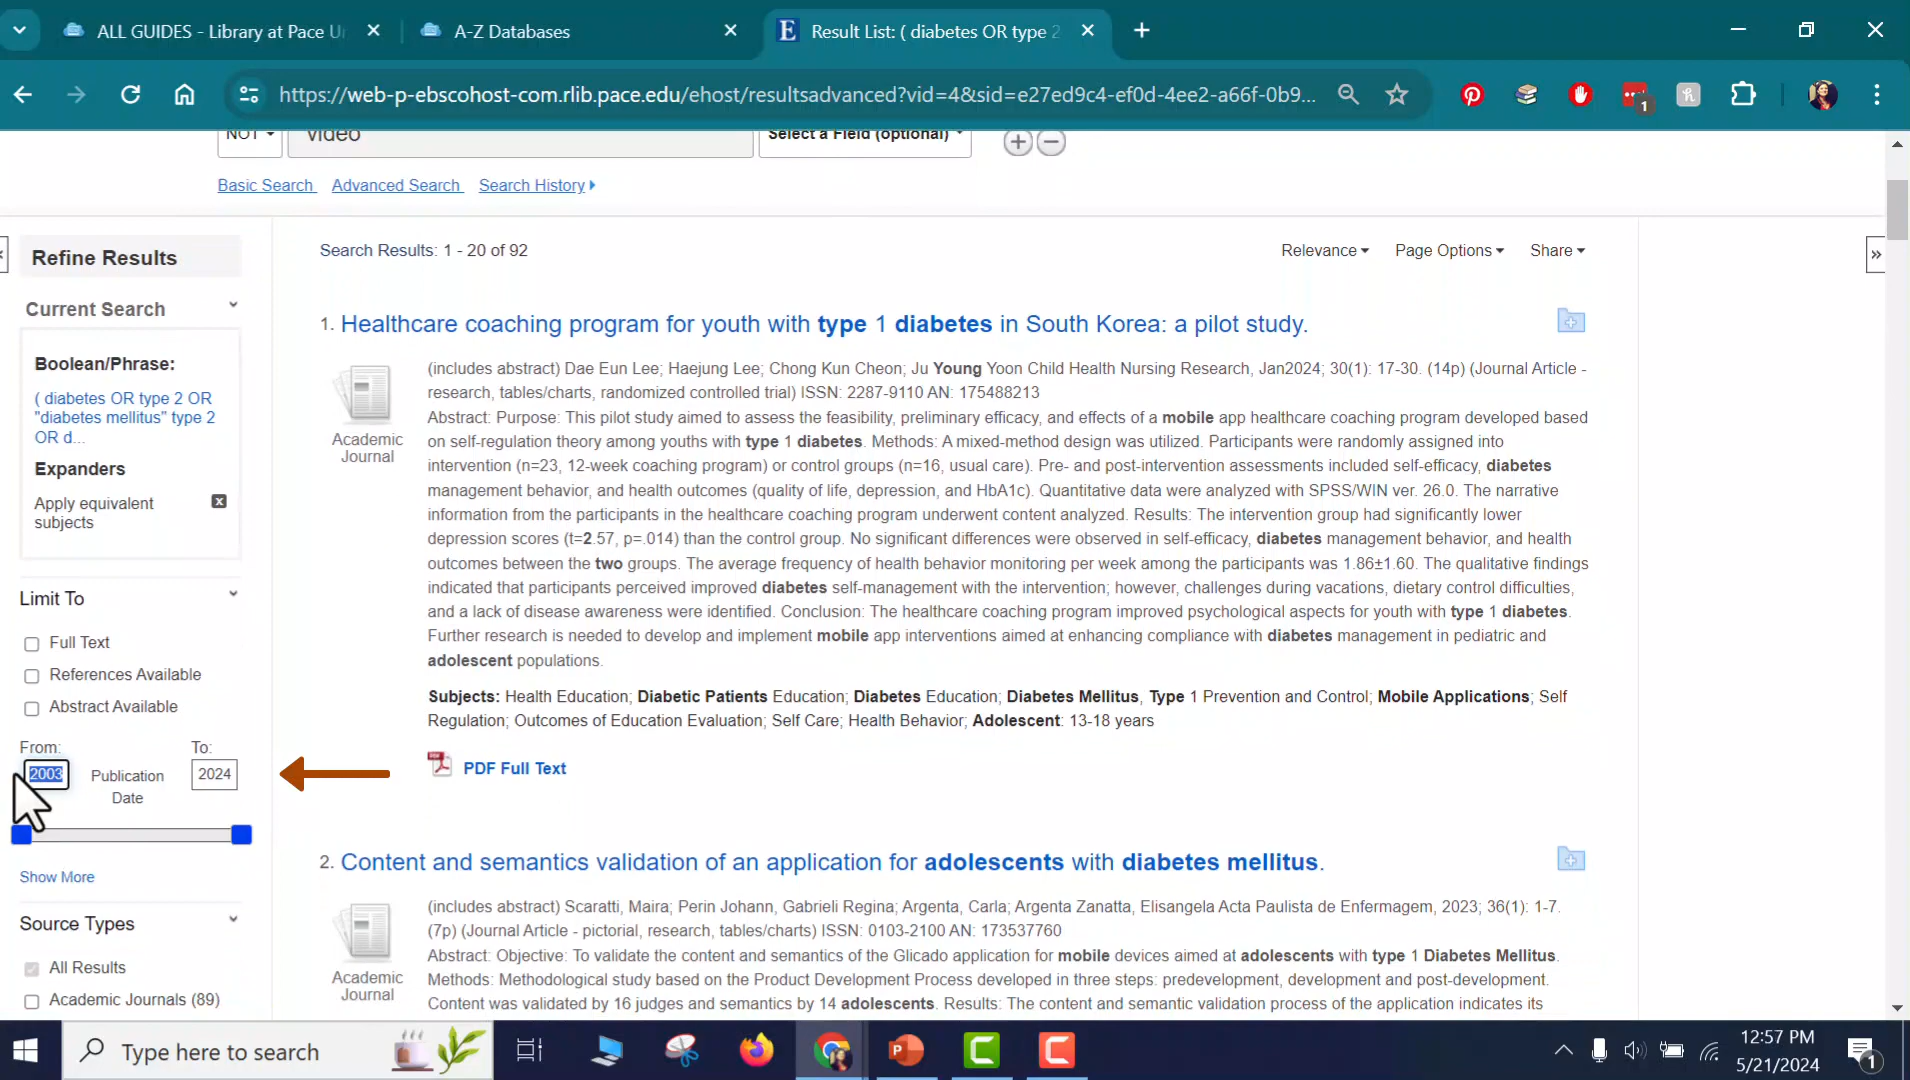 ALL GUIDES - Library at Pace U
A-Z Databases
Result List: ( diabetes OR type 2
https://web-p-ebscohost-com.rlib.pace.edu/ehost/resultsadvanced?vid=4&sid=e27ed9c4-ef0d-4ee2-a66f-0b9...
1
NOT
video
Select a Field (optional)
Basic Search Advanced Search Search History
Refine Results
Current Search
Boolean/Phrase:
( diabetes OR type 2 OR
"diabetes mellitus" type 2
OR d...
Expanders
Apply equivalent
subjects
Limit To
Full Text
References Available
Abstract Available
From: To:
2003 Publication Date 2024
Show More
Source Types
All Results
Academic Journals (89)
Search Results: 1 - 20 of 92
Relevance Page Options Share
1. Healthcare coaching program for youth with type 1 diabetes in South Korea: a pilot study.
Academic
Journal
(includes abstract) Dae Eun Lee; Haejung Lee; Chong Kun Cheon; Ju Young Yoon Child Health Nursing Research, Jan2024; 30(1): 17-30. (14p) (Journal Article -
research, tables/charts, randomized controlled trial) ISSN: 2287-9110 AN: 175488213
Abstract: Purpose: This pilot study aimed to assess the feasibility, preliminary efficacy, and effects of a mobile app healthcare coaching program developed based
on self-regulation theory among youths with type 1 diabetes. Methods: A mixed-method design was utilized. Participants were randomly assigned into
intervention (n=23, 12-week coaching program) or control groups (n=16, usual care). Pre- and post-intervention assessments included self-efficacy, diabetes
management behavior, and health outcomes (quality of life, depression, and HbA1c). Quantitative data were analyzed with SPSS/WIN ver. 26.0. The narrative
information from the participants in the healthcare coaching program underwent content analyzed. Results: The intervention group had significantly lower
depression scores (t=2.57, p=.014) than the control group. No significant differences were observed in self-efficacy, diabetes management behavior, and health
outcomes between the two groups. The average frequency of health behavior monitoring per week among the participants was 1.86±1.60. The qualitative findings
indicated that participants perceived improved diabetes self-management with the intervention; however, challenges during vacations, dietary control difficulties,
and a lack of disease awareness were identified. Conclusion: The healthcare coaching program improved psychological aspects for youth with type 1 diabetes.
Further research is needed to develop and implement mobile app interventions aimed at enhancing compliance with diabetes management in pediatric and
adolescent populations.
Subjects: Health Education; Diabetic Patients Education; Diabetes Education; Diabetes Mellitus, Type 1 Prevention and Control; Mobile Applications; Self
Regulation; Outcomes of Education Evaluation; Self Care; Health Behavior; Adolescent: 13-18 years
PDF Full Text
2. Content and semantics validation of an application for adolescents with diabetes mellitus.
Academic
Journal
(includes abstract) Scaratti, Maira; Perin Johann, Gabrieli Regina; Argenta, Carla; Argenta Zanatta, Elisangela Acta Paulista de Enfermagem, 2023; 36(1): 1-7.
(7p) (Journal Article - pictorial, research, tables/charts) ISSN: 0103-2100 AN: 173537760
Abstract: Objective: To validate the content and semantics of the Glicado application for mobile devices aimed at adolescents with type 1 Diabetes Mellitus.
Methods: Methodological study based on the Product Development Process developed in three steps: predevelopment, development and post-development.
Content was validated by 16 judges and semantics by 14 adolescents. Results: The content and semantic validation process of the application indicates its
Type here to search
12:57 PM
5/21/2024
1